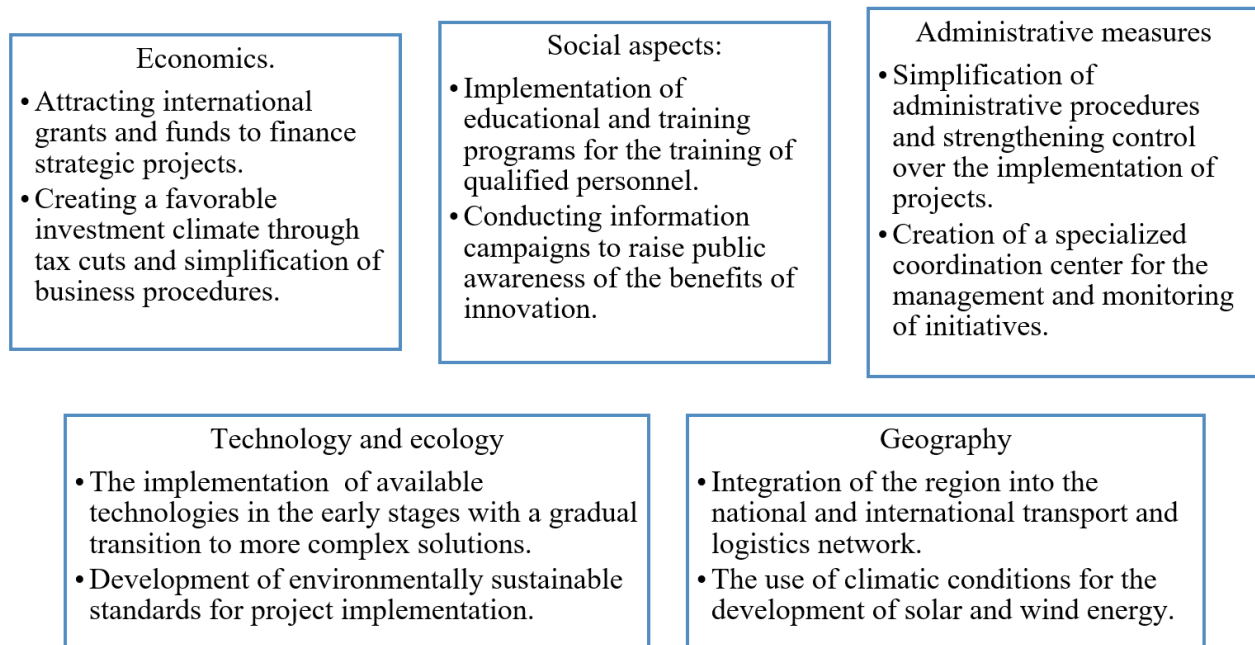 Economics.
• Attracting international
grants and funds to finance
strategic projects.
• Creating a favorable
investment climate through
tax cuts and simplification of
business procedures.
Social aspects:
• Implementation of
educational and training
programs for the training of
qualified personnel.
• Conducting information
campaigns to raise public
awareness of the benefits of
innovation.
Administrative measures
• Simplification of
administrative procedures
and strengthening control
over the implementation of
projects.
• Creation of a specialized
coordination center for the
management and monitoring
of initiatives.
Technology and ecology
• The implementation  of available
technologies in the early stages with a gradual
transition to more complex solutions.
• Development of environmentally sustainable
standards for project implementation.
Geography
• Integration of the region into the
national and international transport and
logistics network.
• The use of climatic conditions for the
development of solar and wind energy.